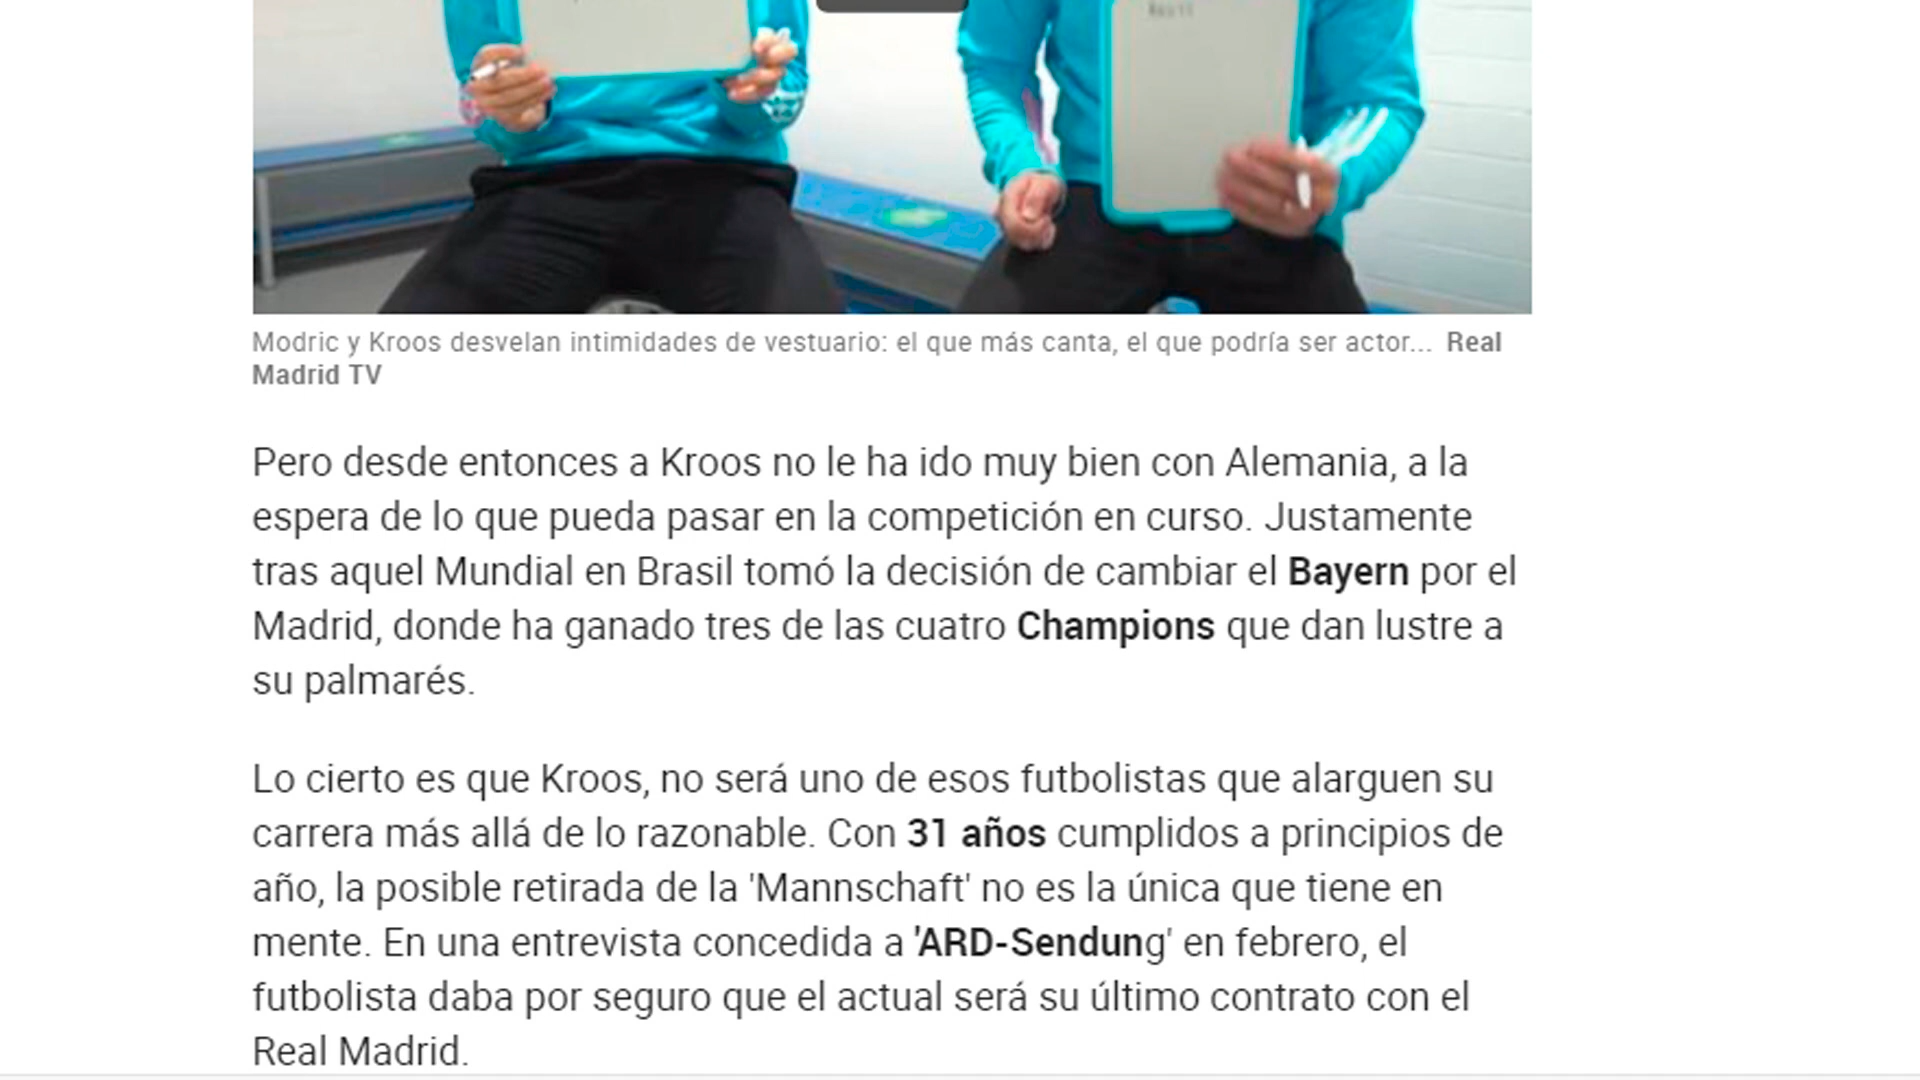 Modric y Kroos desvelan intimidades de vestuario: el que más canta, el que podría ser actor... Real
Madrid TV
Pero desde entonces a Kroos no le ha ido muy bien con Alemania, a la
espera de lo que pueda pasar en la competición en curso. Justamente
tras aquel Mundial en Brasil tomó la decisión de cambiar el Bayern por el
Madrid, donde ha ganado tres de las cuatro Champions que dan lustre a
su palmarés.
Lo cierto es que Kroos, no será uno de esos futbolistas que alarguen su
carrera más allá de lo razonable. Con 31 años cumplidos a principios de
año, la posible retirada de la 'Mannschaft' no es la única que tiene en
mente. En una entrevista concedida a 'ARD-Sendung' en febrero, el
futbolista daba por seguro que el actual será su último contrato con el
Real Madrid.